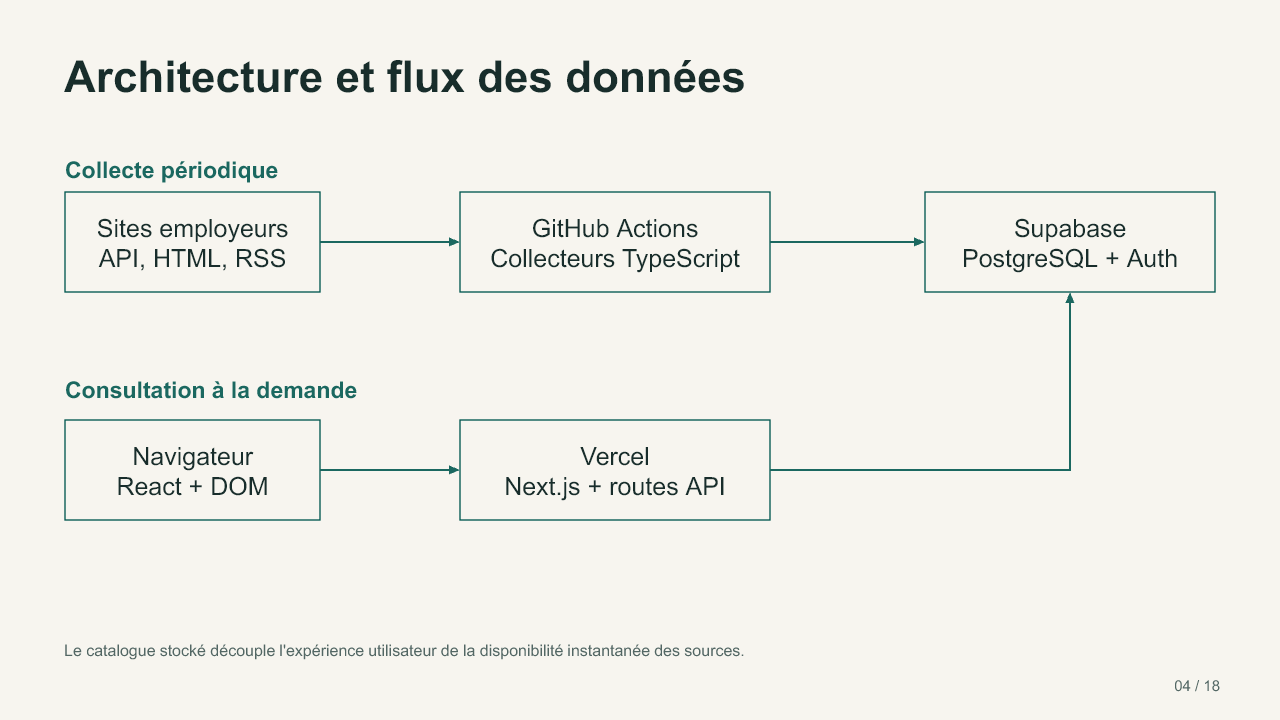 Architecture et flux des données
Collecte périodique
Sites employeurs
API, HTML, RSS
GitHub Actions
Collecteurs TypeScript
Supabase
PostgreSQL + Auth
Consultation à la demande
Navigateur
React + DOM
Vercel
Next.js + routes API
Le catalogue stocké découple l'expérience utilisateur de la disponibilité instantanée des sources.
04 / 18